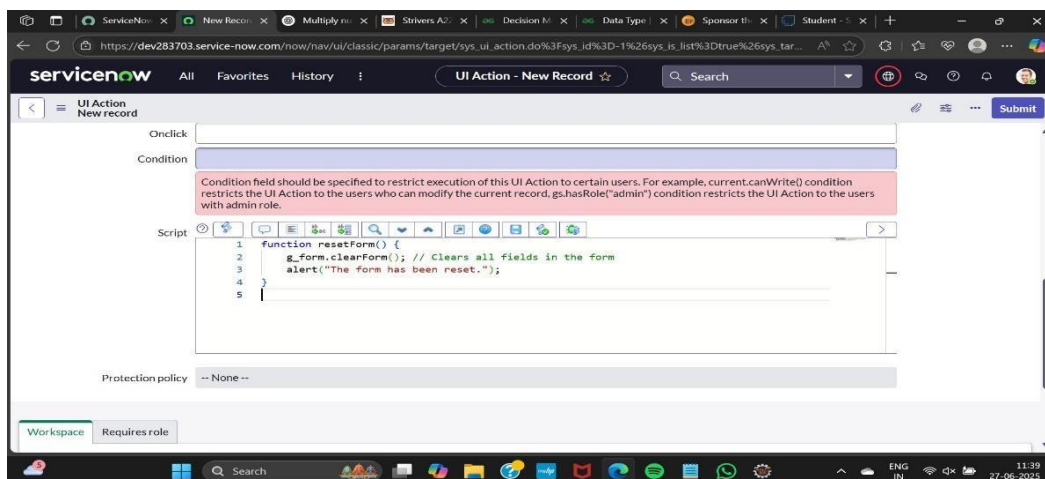 ServiceNow
New Recor
Multiply nu
Strivers A2Z
Decision M
Data Type
Sponsor th
Student - S
https://dev283703.service-now.com/now/nav/ui/classic/params/target/sys_ui_action.do%3Fsys_id%3D-1%26sys_is_list%3Dtrue%26sys_tar...
servicenow All Favorites History UI Action - New Record Search
UI Action
New record
Submit
Onclick
Condition
Condition field should be specified to restrict execution of this UI Action to certain users. For example, current.canWrite() condition
restricts the UI Action to the users who can modify the current record, gs.hasRole("admin") condition restricts the UI Action to the users
with admin role.
Script
1 function resetForm() {
2 g_form.clearForm(); // Clears all fields in the form
3 alert("The form has been reset.");
4 }
5
Protection policy -- None --
Workspace Requires role
5 Search ENG 11:39
IN 27-06-2025